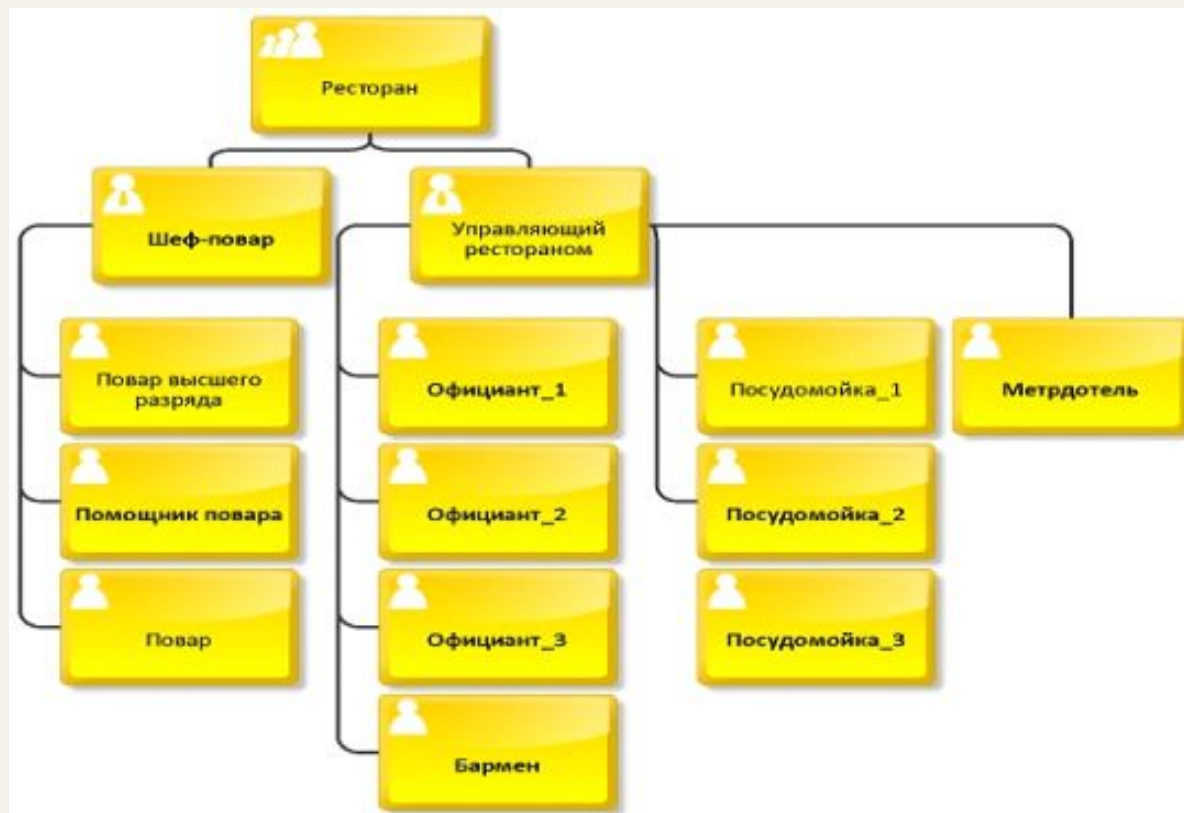 Ресторан
Шеф-повар
Управляющий
рестораном
Повар высшего
разряда
Официант_1
Посудомойка_1
Метрдотель
Помощник повара
Официант_2
Посудомойка_2
Повар
Официант_3
Посудомойка_3
Бармен